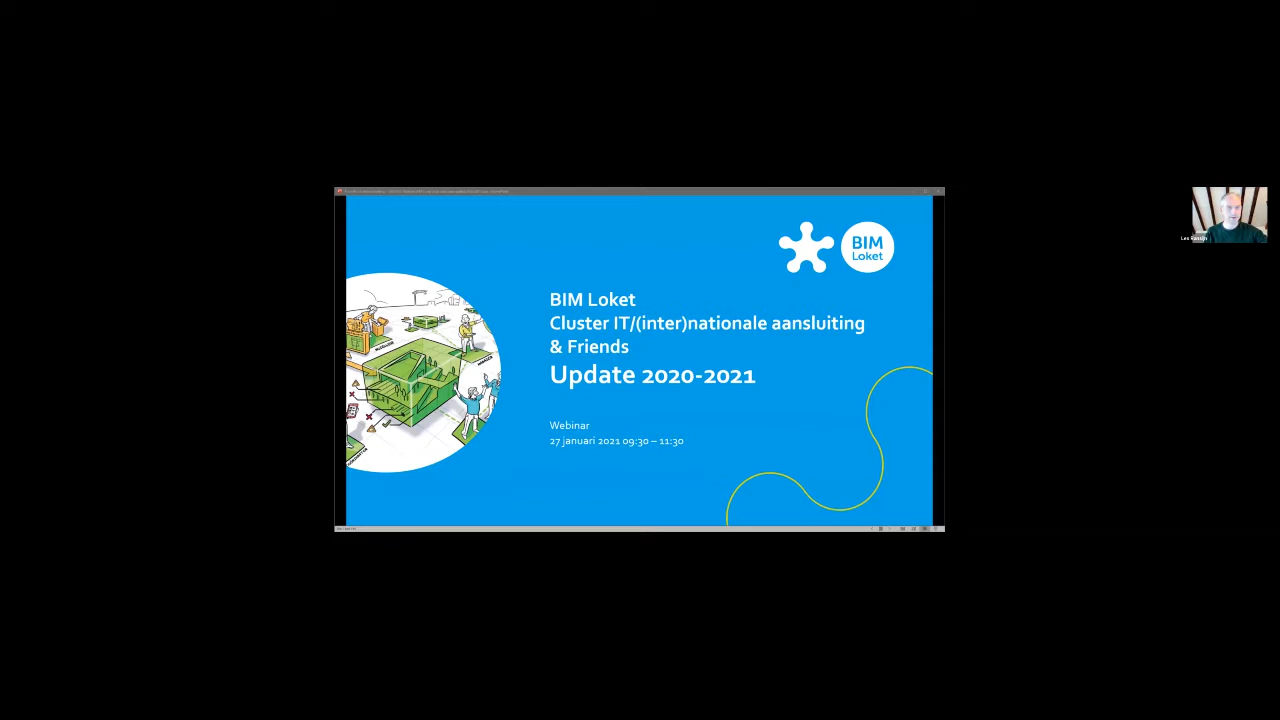 BIM
Loket
BIM Loket
Cluster IT/(inter)nationale aansluiting
& Friends
Update 2020-2021
Webinar
27 januari 2021 09:30 – 11:30